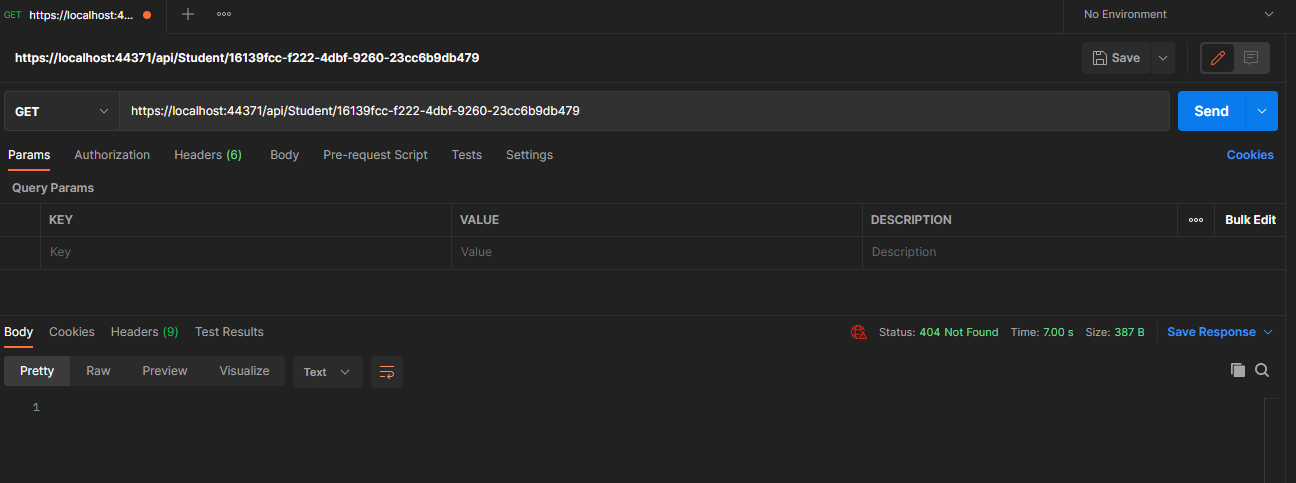 GET https://localhost:4... No Environment
https://localhost:44371/api/Student/16139fcc-f222-4dbf-9260-23cc6b9db479 Save
GET https://localhost:44371/api/Student/16139fcc-f222-4dbf-9260-23cc6b9db479 Send
Params Authorization Headers (6) Body Pre-request Script Tests Settings Cookies
Query Params
KEY VALUE DESCRIPTION Bulk Edit
Key Value Description
Body Cookies Headers (9) Test Results Status: 404 Not Found Time: 7.00 s Size: 387 B Save Response
Pretty Raw Preview Visualize Text
1